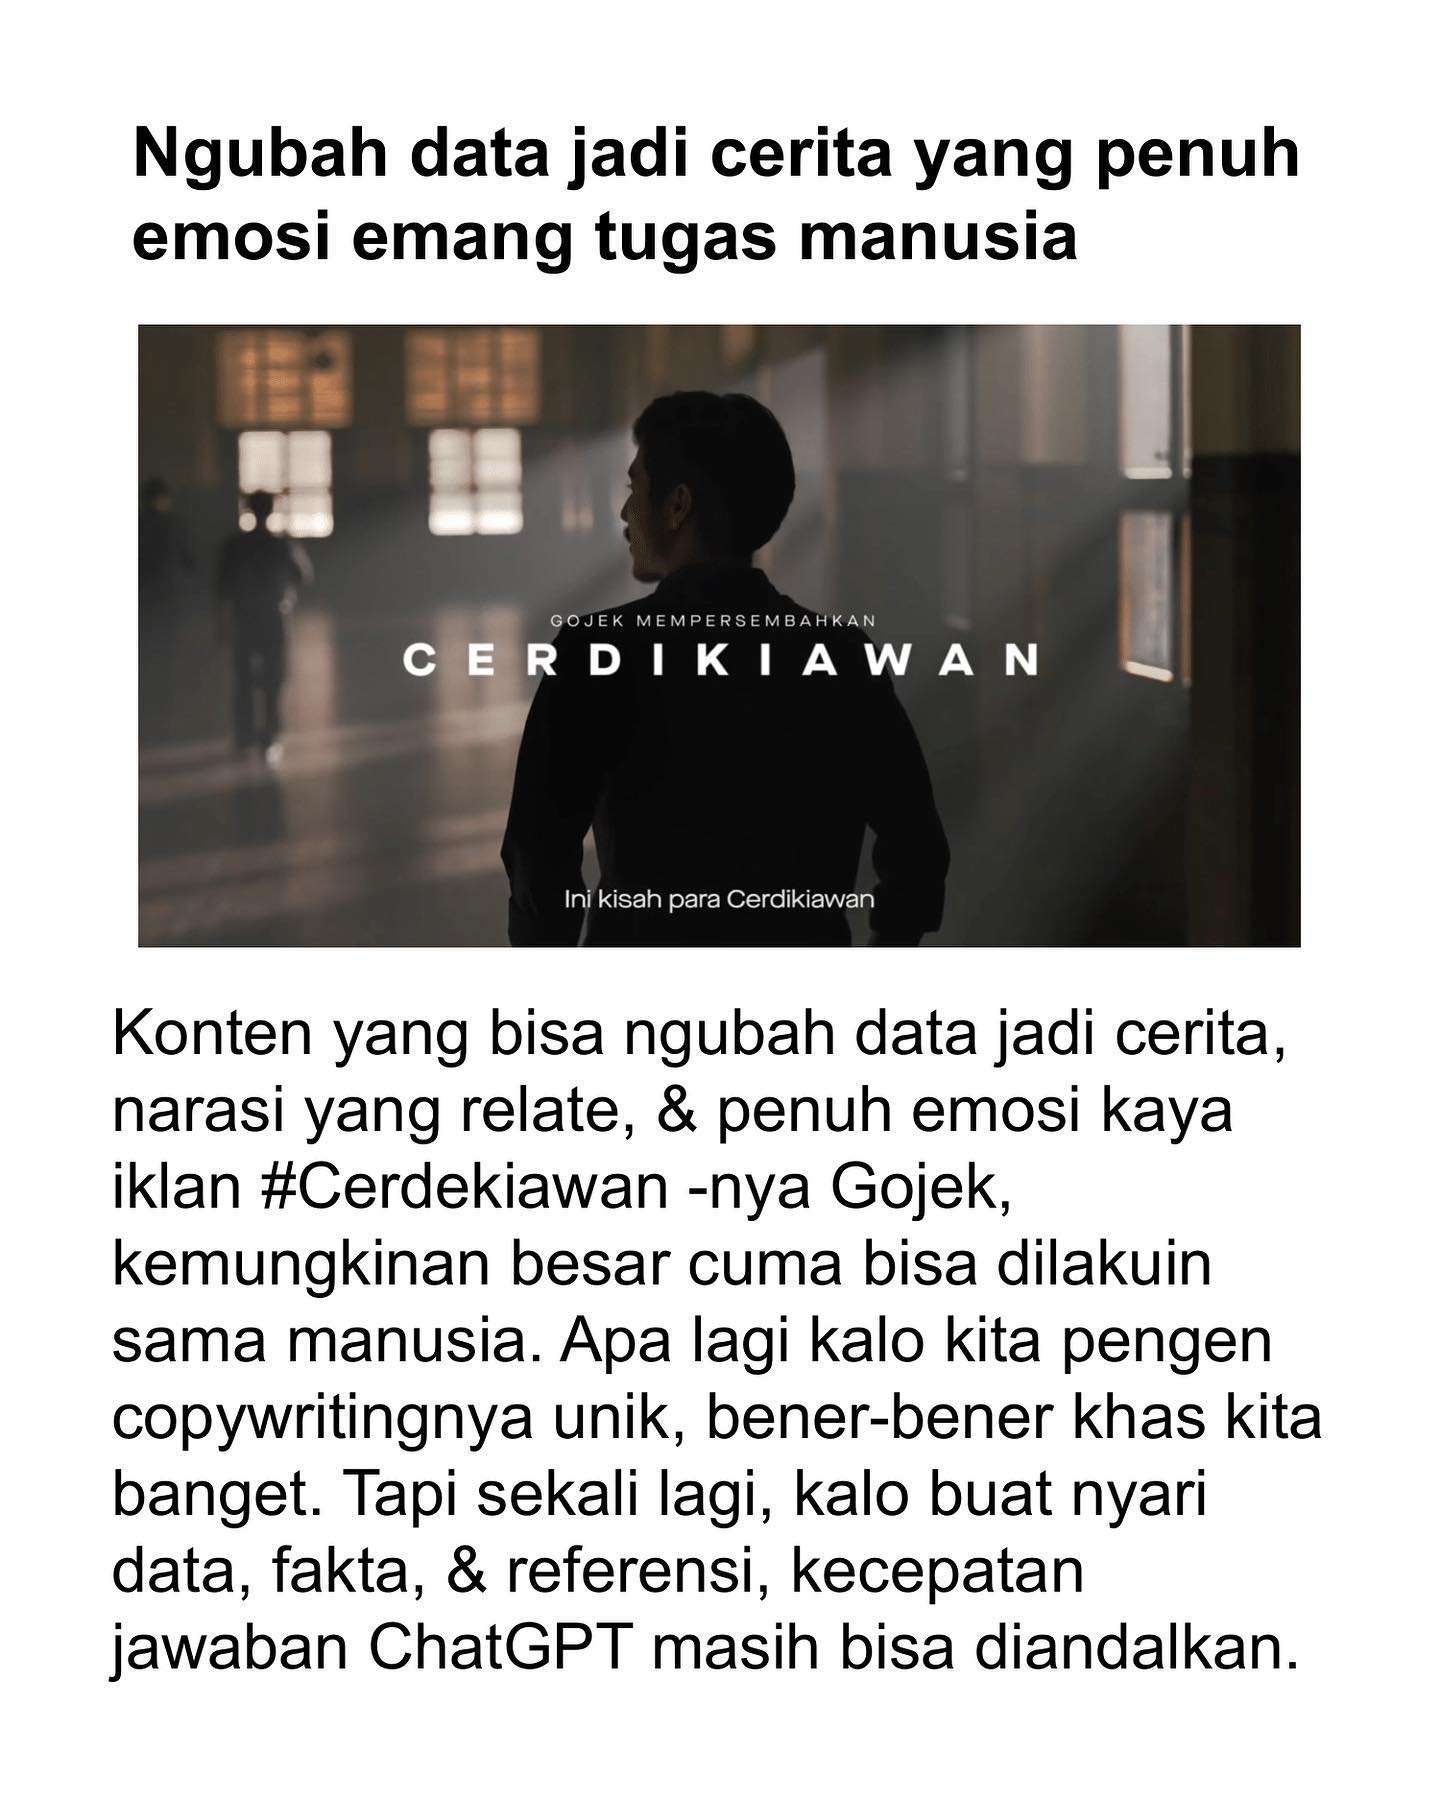 Ngubah data jadi cerita yang penuh
emosi emang tugas manusia
GOJEK MEMPERSEMBAHKAN
CERDIKIAWAN
Ini kisah para Cerdikiawan
Konten yang bisa ngubah data jadi cerita,
narasi yang relate, & penuh emosi kaya
iklan #Cerdekiawan -nya Gojek,
kemungkinan besar cuma bisa dilakuin
sama manusia. Apa lagi kalo kita pengen
copywritingnya unik, bener-bener khas kita
banget. Tapi sekali lagi, kalo buat nyari
data, fakta, & referensi, kecepatan
jawaban ChatGPT masih bisa diandalkan.